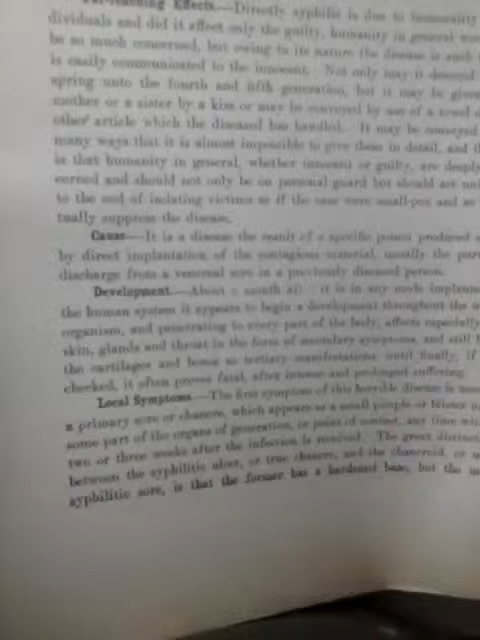 Far-reaching Effects.—Directly syphilis is due to immorality
dividuals and did it affect only the guilty, humanity in general
be so much concerned, but owing to its nature the disease is such
is easily communicated to the innocent. Not only may it descend
spring unto the fourth and fifth generation, but it may be given
mother or a sister by a kiss or may be conveyed by use of a towel
other article which the diseased has handled. It may be conveyed
many ways that it is almost impossible to give them in detail, and
is that humanity in general, whether innocent or guilty, are deeply
cerned and should not only be on personal guard but should act
to the end of isolating victims as if the case were small-pox and so
tually suppress the disease.
Cause—It is a disease the result of a specific poison produced
by direct implantation of the contagious material, usually the
discharge from a venereal sore in a previously diseased person.
Development.—About a month after it is in any mode
the human system it appears to begin a development throughout the
organism, and penetrating to every part of the body, affects especially
skin, glands and throat in the form of secondary symptoms, and still
the cartilages and bones as tertiary manifestations until finally, if
checked, it often proves fatal, after intense and prolonged suffering.
Local Symptoms—The first symptom of this horrible disease is
a primary sore or chancre, which appears as a small pimple or blister
some part of the organs of generation, or point of contact, any time
two or three weeks after the infection is received. The great
between the syphilitic ulcer, or true chancre, and the chancroid, or
syphilitic sore, is that the former has a hardened base, but the